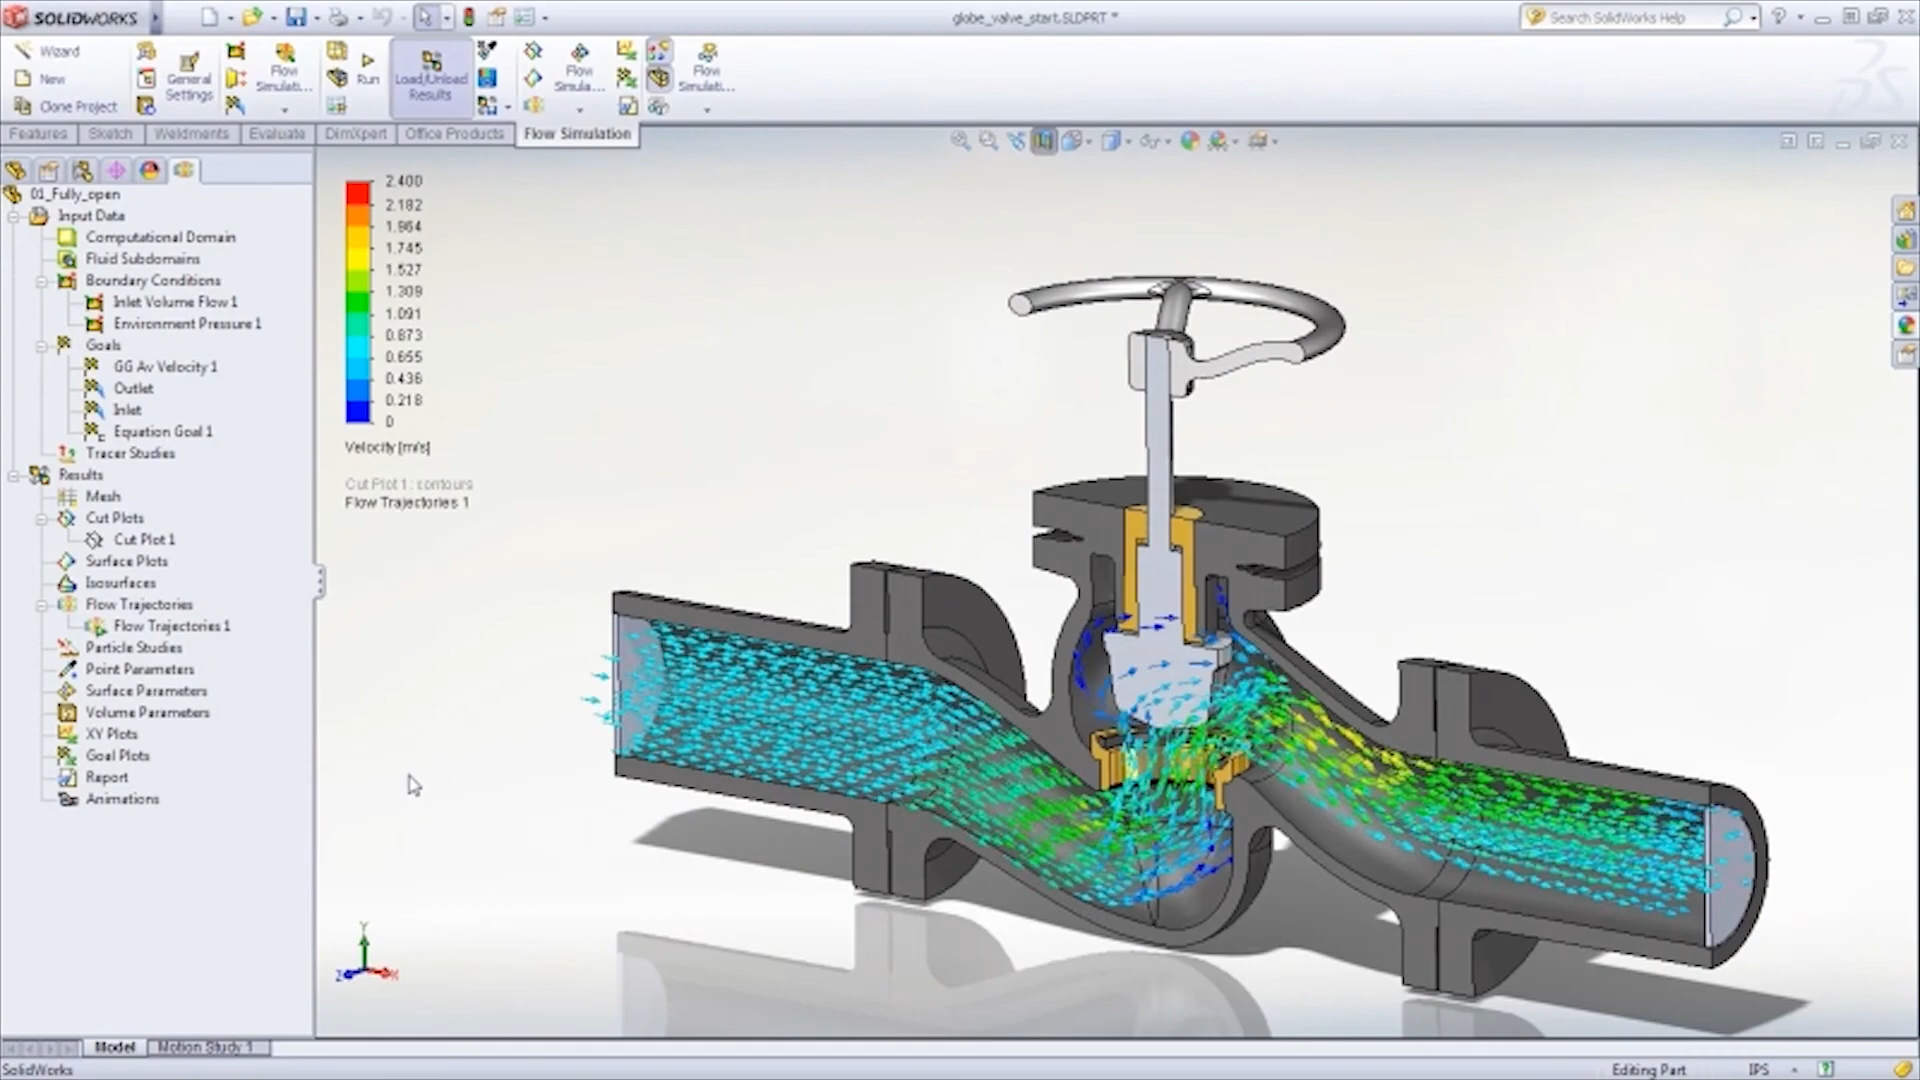 SOLIDWORKS
globe_valve_start.SLDPRT *
Search SolidWorks Help
Wizard
New
Clone Project
General Settings
Flow Simulati...
Run
Load/Unload Results
Flow Simula...
Flow Simulati...
Features
Sketch
Weldments
Evaluate
DimXpert
Office Products
Flow Simulation
01_Fully_open
Input Data
Computational Domain
Fluid Subdomains
Boundary Conditions
Inlet Volume Flow 1
Environment Pressure 1
Goals
GG Av Velocity 1
Outlet
Inlet
Equation Goal 1
Tracer Studies
Results
Mesh
Cut Plots
Cut Plot 1
Surface Plots
Isosurfaces
Flow Trajectories
Flow Trajectories 1
Particle Studies
Point Parameters
Surface Parameters
Volume Parameters
XY Plots
Goal Plots
Report
Animations
2.400
2.182
1.964
1.745
1.527
1.309
1.091
0.873
0.655
0.436
0.218
0
Velocity [m/s]
Cut Plot 1: contours
Flow Trajectories 1
Y
Z
X
Model
Motion Study 1
SolidWorks
Editing Part
IPS